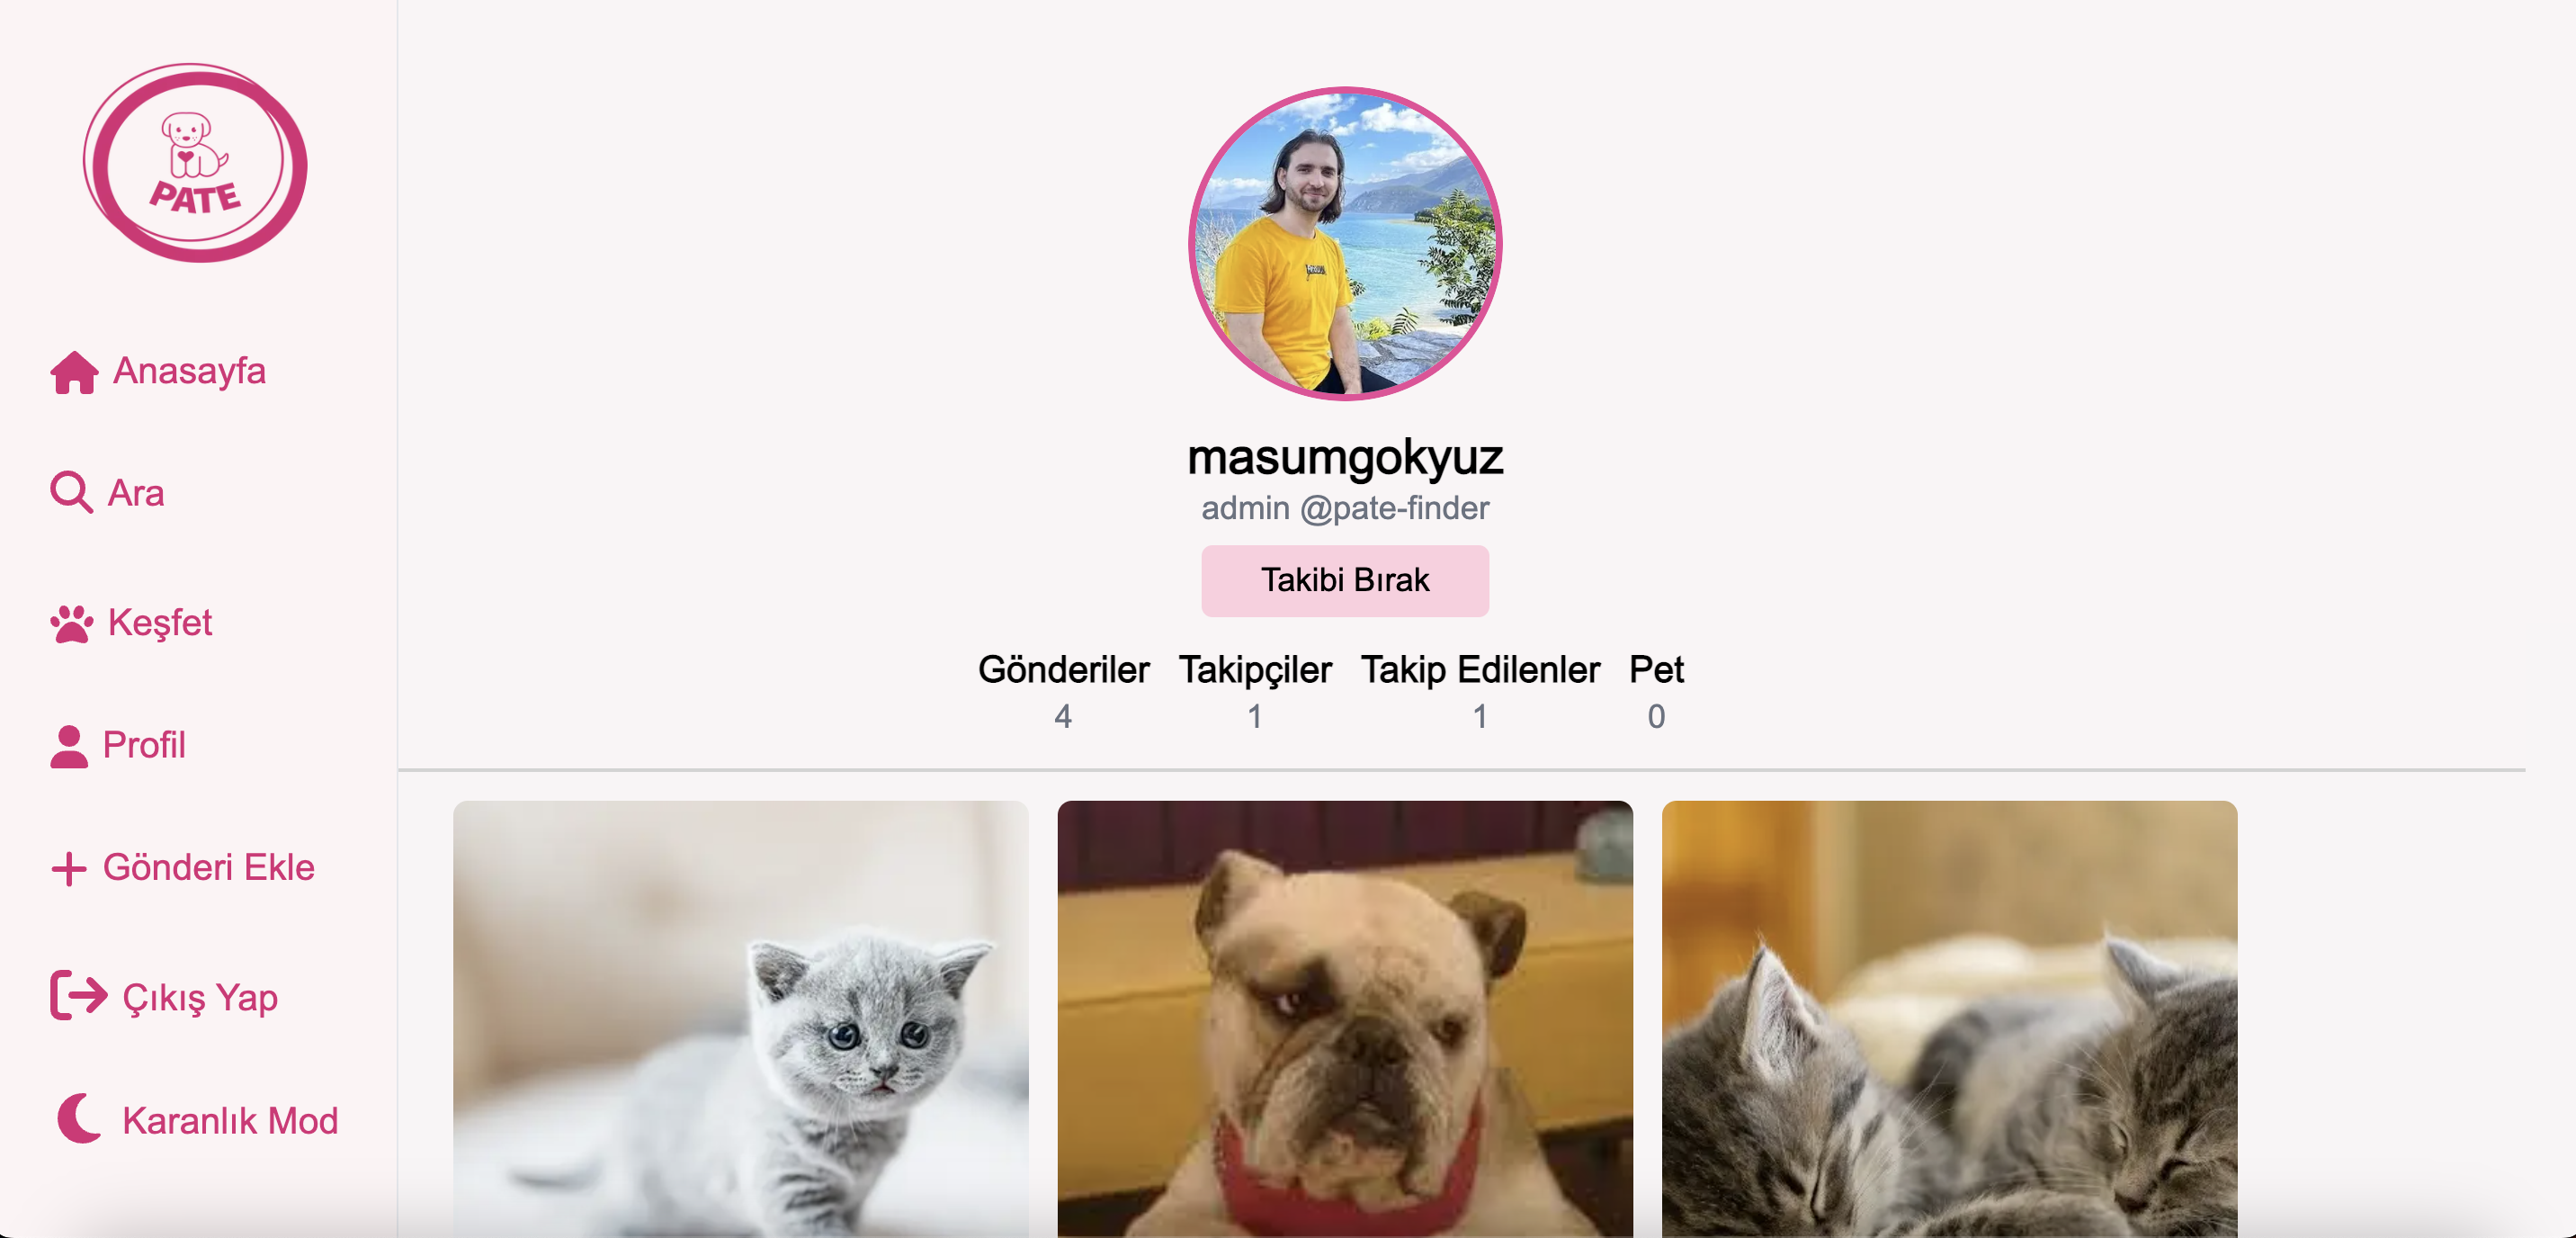 PATE
Anasayfa
Ara
Keşfet
Profil
Gönderi Ekle
Çıkış Yap
Karanlık Mod
masumgokyuz
admin @pate-finder
Takibi Bırak
Gönderiler Takipçiler Takip Edilenler Pet
4 1 1 0